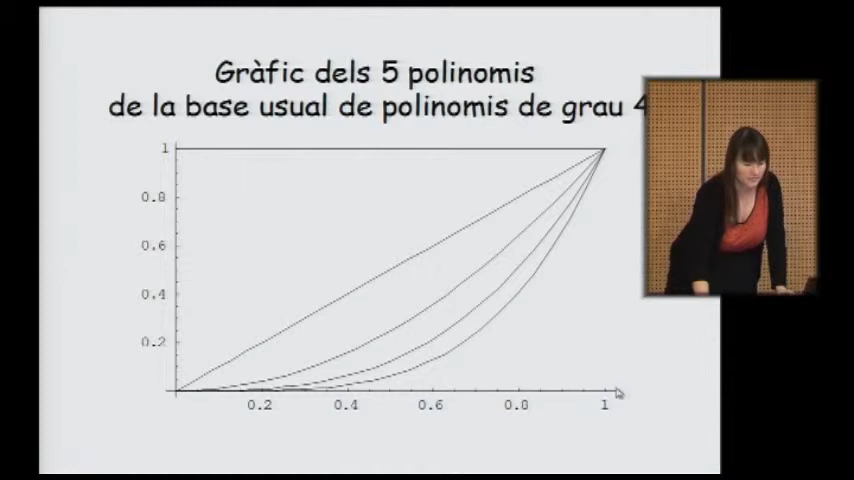 Gràfic dels 5 polinomis
de la base usual de polinomis de grau 4
1
0.8
0.6
0.4
0.2
0.2 0.4 0.6 0.8 1